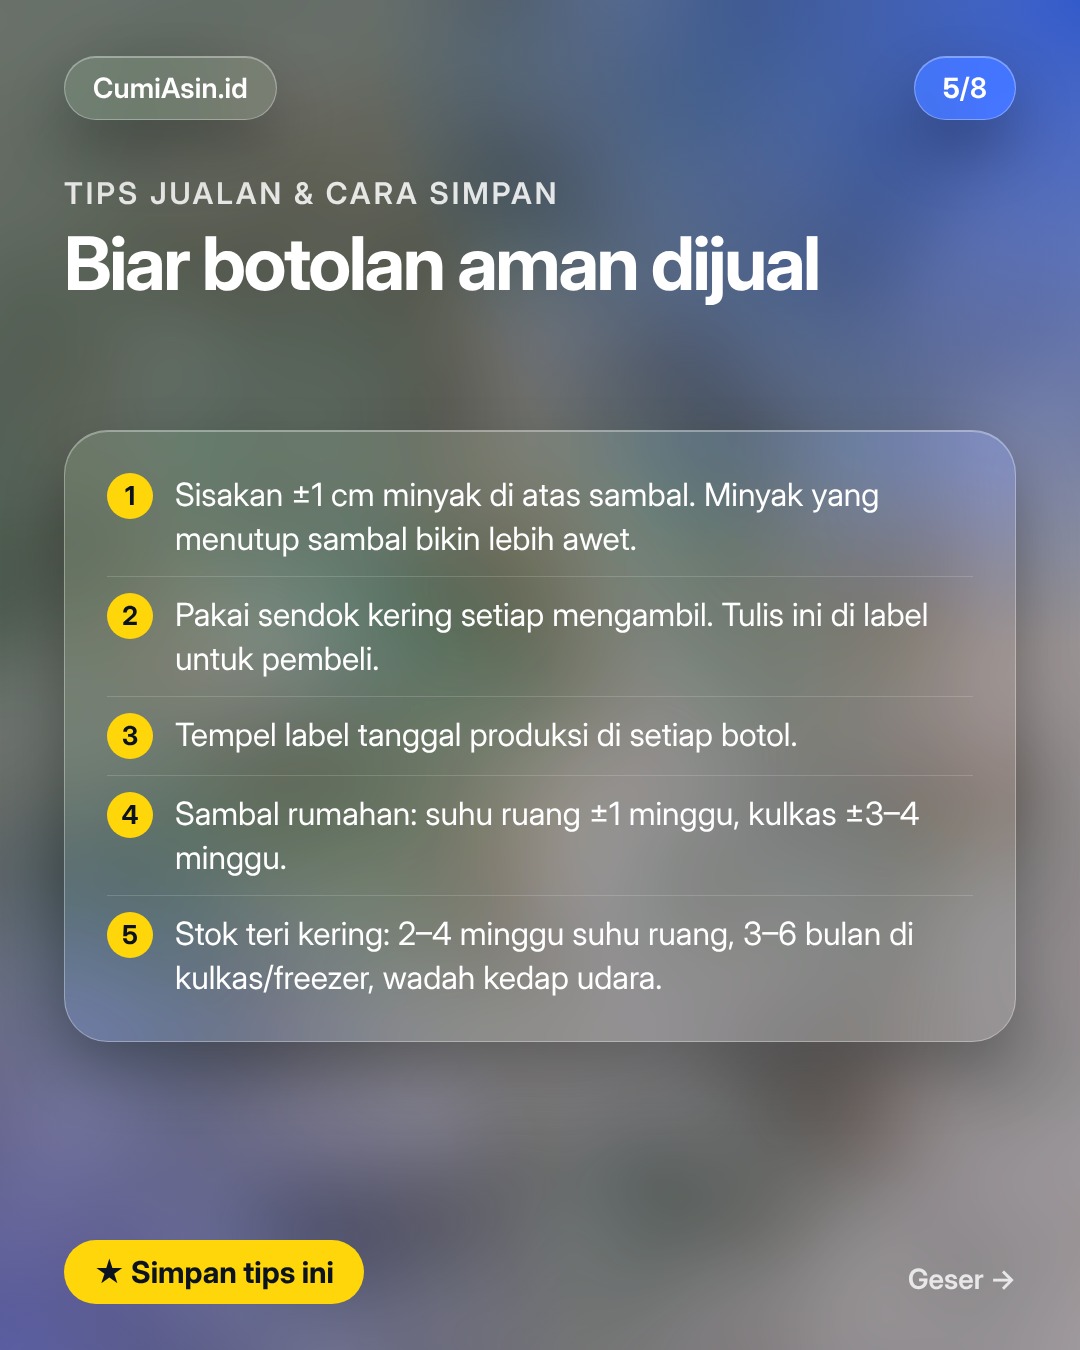 CumiAsin.id
5/8
TIPS JUALAN & CARA SIMPAN
Biar botolan aman dijual
1 Sisakan ±1 cm minyak di atas sambal. Minyak yang
menutup sambal bikin lebih awet.
2 Pakai sendok kering setiap mengambil. Tulis ini di label
untuk pembeli.
3 Tempel label tanggal produksi di setiap botol.
4 Sambal rumahan: suhu ruang ±1 minggu, kulkas ±3–4
minggu.
5 Stok teri kering: 2–4 minggu suhu ruang, 3–6 bulan di
kulkas/freezer, wadah kedap udara.
★ Simpan tips ini
Geser →